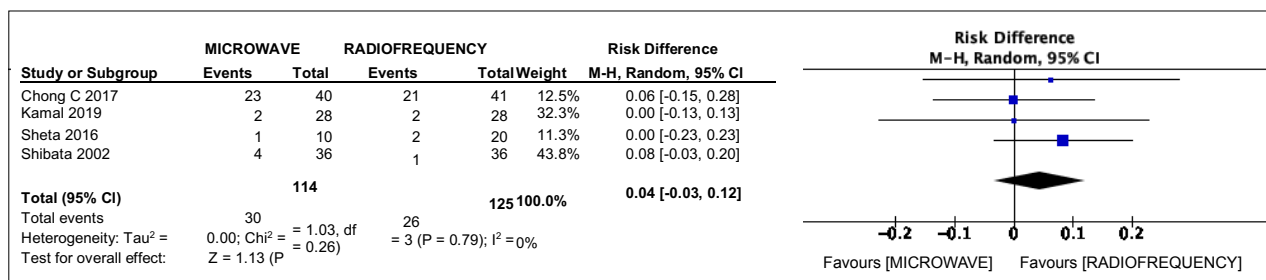 MICROWAVE RADIOFREQUENCY Risk Difference
Study or Subgroup Events Total Events Total Weight M-H, Random, 95% CI
Chong C 2017 23 40 21 41 12.5% 0.06 [-0.15, 0.28]
Kamal 2019 2 28 2 28 32.3% 0.00 [-0.13, 0.13]
Sheta 2016 1 10 2 20 11.3% 0.00 [-0.23, 0.23]
Shibata 2002 4 36 1 36 43.8% 0.08 [-0.03, 0.20]
Total (95% CI) 114 125 100.0% 0.04 [-0.03, 0.12]
Total events 30 26
Heterogeneity: Tau² = 0.00; Chi² = = 1.03, df = 3 (P = 0.79); I² = 0%
Test for overall effect: Z = 1.13 (P = 0.26)
Risk Difference
M-H, Random, 95% CI
-0.2 -0.1 0 0.1 0.2
Favours [MICROWAVE] Favours [RADIOFREQUENCY]